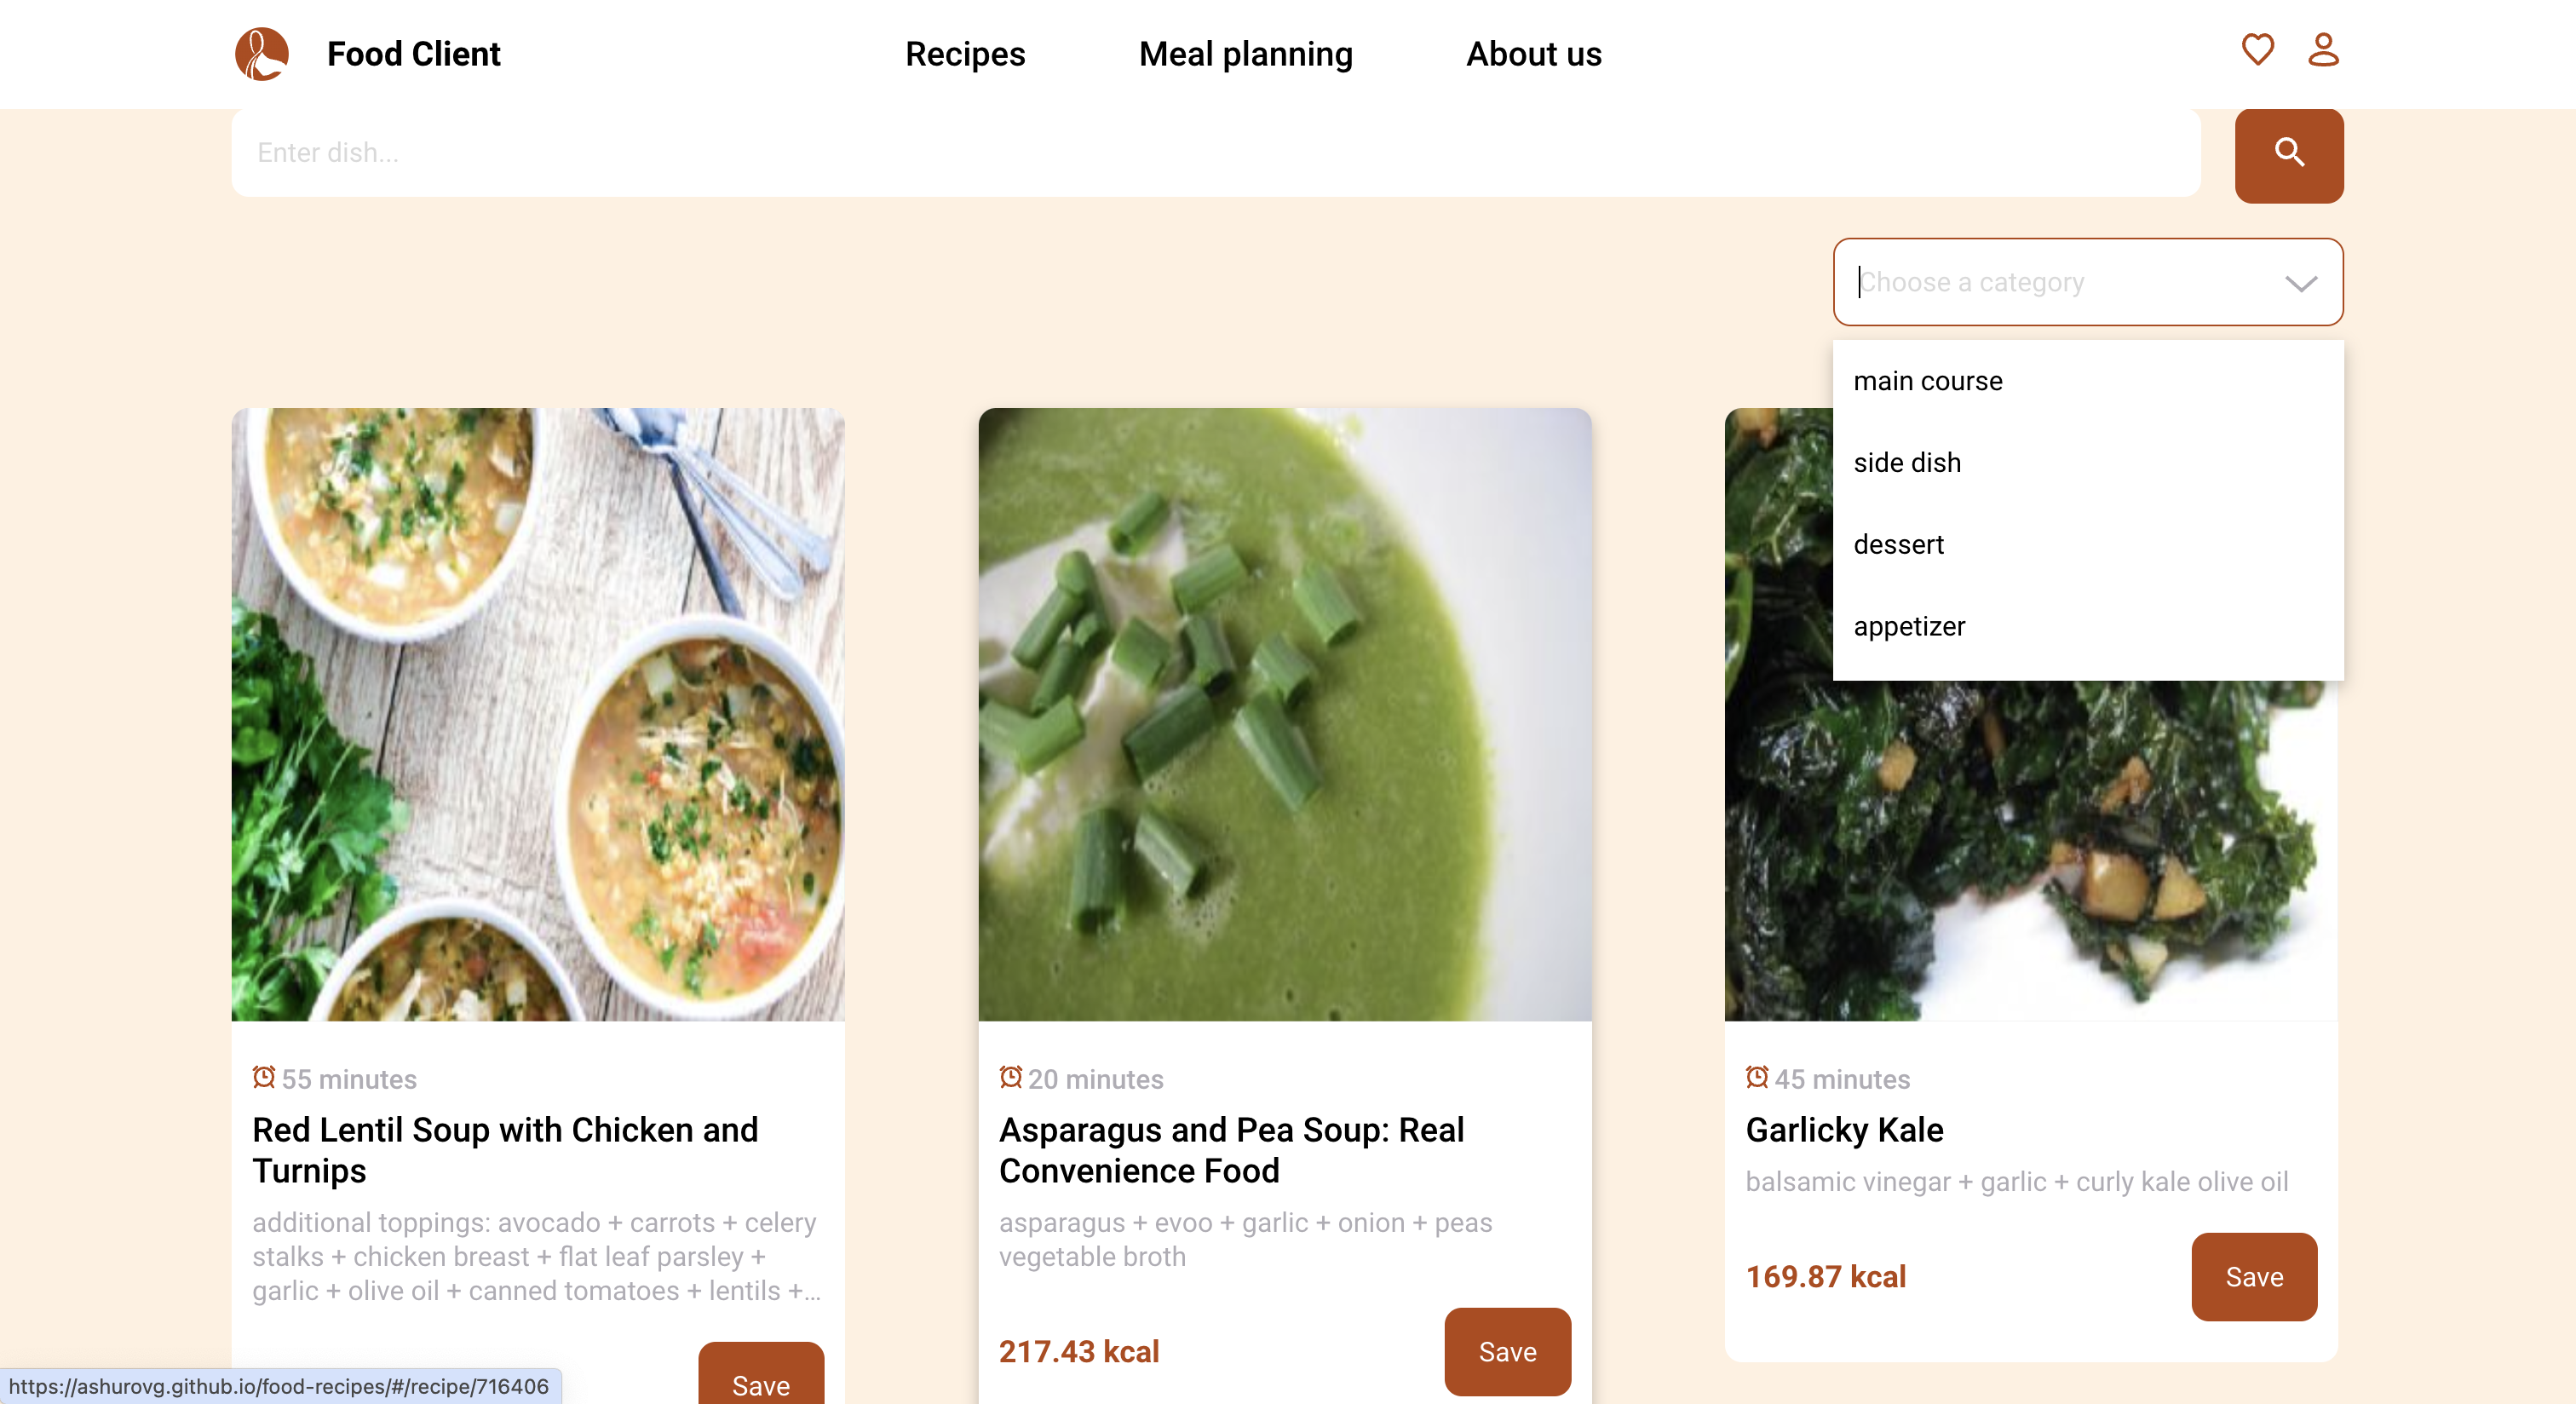 Food Client
Recipes
Meal planning
About us
Enter dish...
Choose a category
main course
side dish
dessert
appetizer
55 minutes
Red Lentil Soup with Chicken and
Turnips
additional toppings: avocado + carrots + celery
stalks + chicken breast + flat leaf parsley +
garlic + olive oil + canned tomatoes + lentils +...
Save
20 minutes
Asparagus and Pea Soup: Real
Convenience Food
asparagus + evoo + garlic + onion + peas
vegetable broth
217.43 kcal
Save
45 minutes
Garlicky Kale
balsamic vinegar + garlic + curly kale olive oil
169.87 kcal
Save
https://ashurovg.github.io/food-recipes/#/recipe/716406